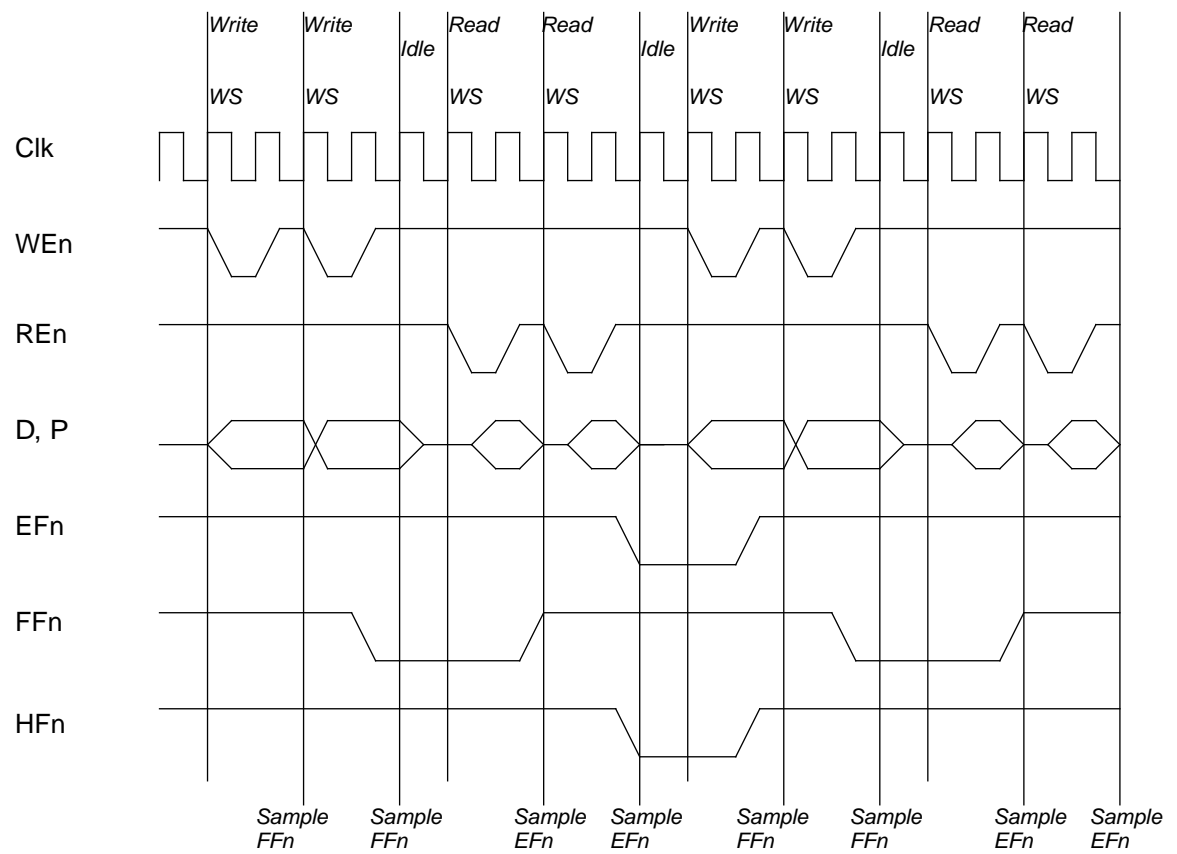 Write Write Read Read Write Write Read Read
Idle Idle Idle
WS WS WS WS WS WS WS WS
Clk
WEn
REn
D, P
EFn
FFn
HFn
Sample Sample Sample Sample Sample Sample Sample Sample
FFn FFn EFn EFn FFn FFn EFn EFn